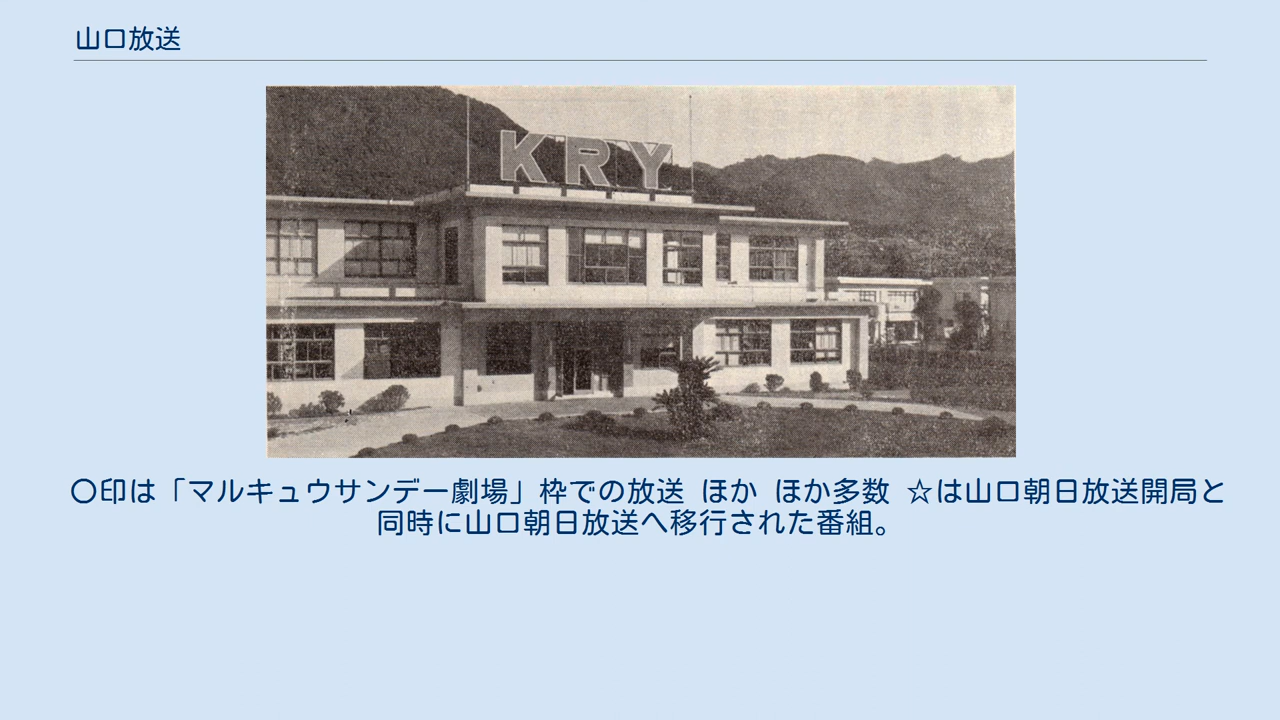 山口放送
KRY
〇印は「マルキュウサンデー劇場」枠での放送 ほか ほか多数 ☆は山口朝日放送開局と
同時に山口朝日放送へ移行された番組。